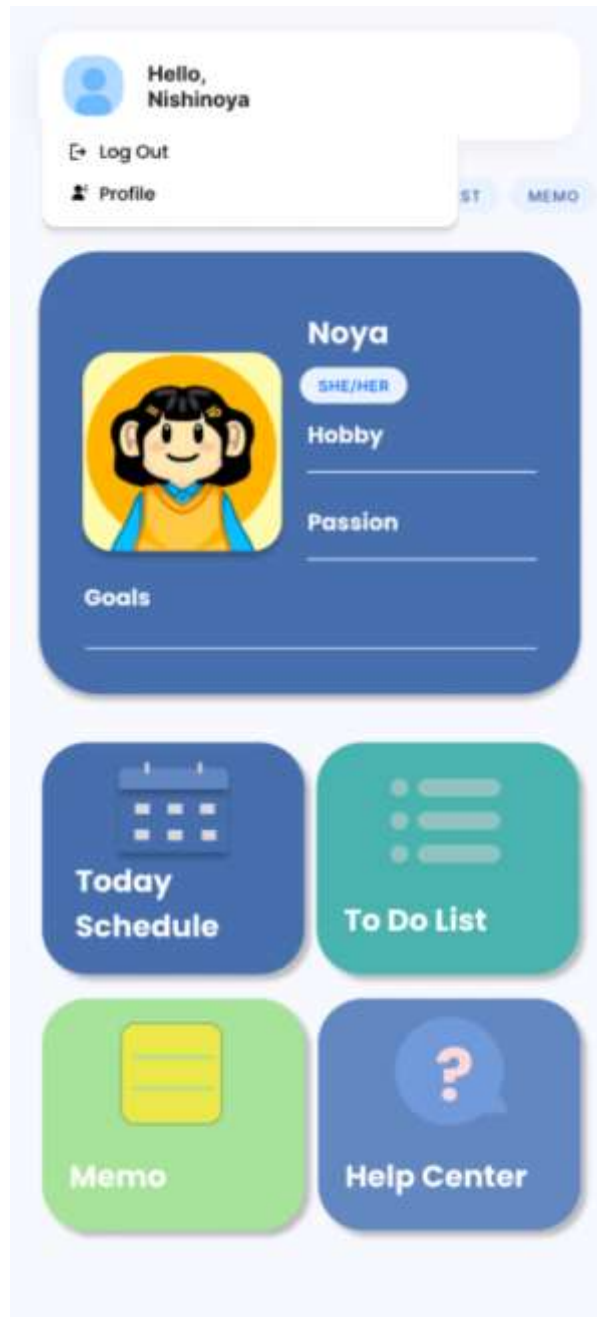 Hello,
Nishinoya
Log Out
Profile
ST
MEMO
Noya
SHE/HER
Hobby
Passion
Goals
Today
Schedule
To Do List
Memo
?
Help Center